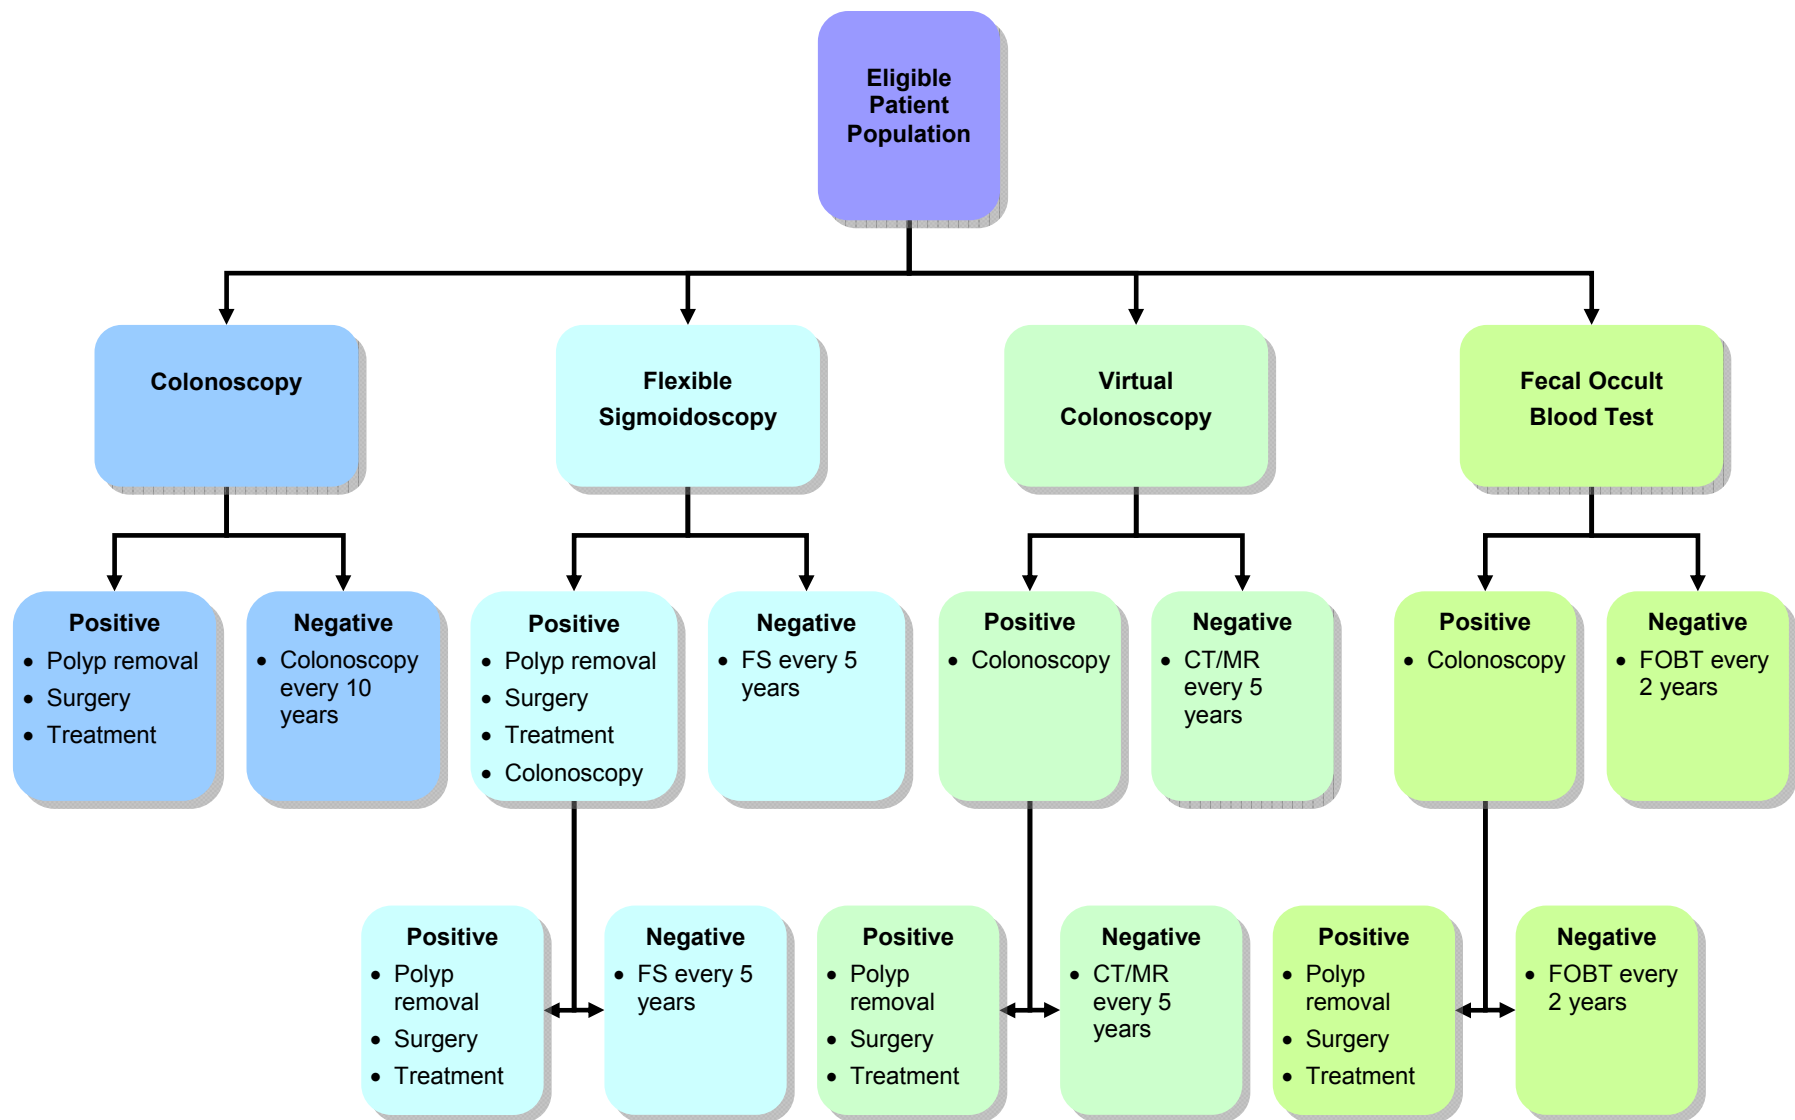 Eligible
Patient
Population
Colonoscopy
Flexible
Sigmoidoscopy
Virtual
Colonoscopy
Fecal Occult
Blood Test
Positive
• Polyp removal
• Surgery
• Treatment
Negative
• Colonoscopy
every 10
years
Positive
• Polyp removal
• Surgery
• Treatment
• Colonoscopy
Negative
• FS every 5
years
Positive
• Colonoscopy
Negative
• CT/MR
every 5
years
Positive
• Colonoscopy
Negative
• FOBT every
2 years
Positive
• Polyp
removal
• Surgery
• Treatment
Negative
• FS every 5
years
Positive
• Polyp
removal
• Surgery
• Treatment
Negative
• CT/MR
every 5
years
Positive
• Polyp
removal
• Surgery
• Treatment
Negative
• FOBT every
2 years